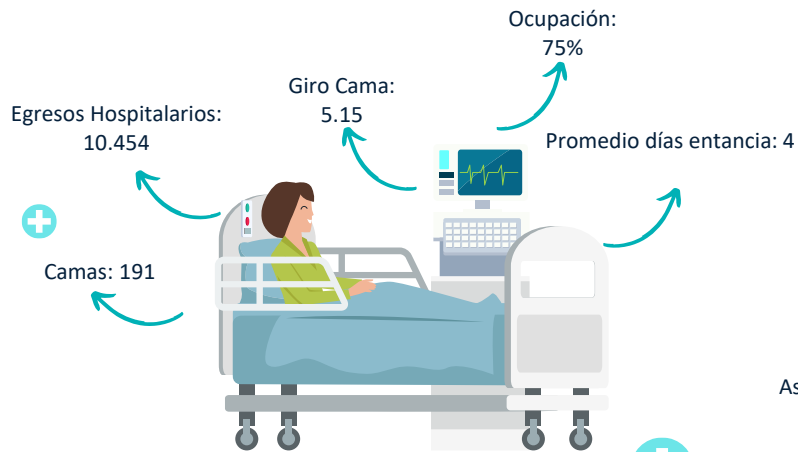 Ocupación:
75%
Giro Cama:
5.15
Egresos Hospitalarios:
10.454
Promedio días entancia: 4
Camas: 191
As